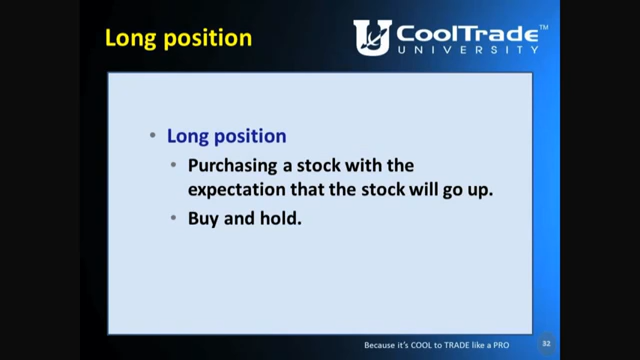 Long position
CoolTrade™
UNIVERSITY
• Long position
• Purchasing a stock with the
expectation that the stock will go up.
• Buy and hold.
Because it's COOL to TRADE like a PRO
32